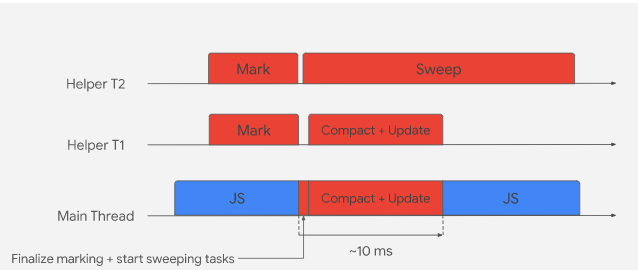 Helper T2
Mark
Sweep
Helper T1
Mark
Compact + Update
Main Thread
JS
Compact + Update
JS
Finalize marking + start sweeping tasks
~10 ms